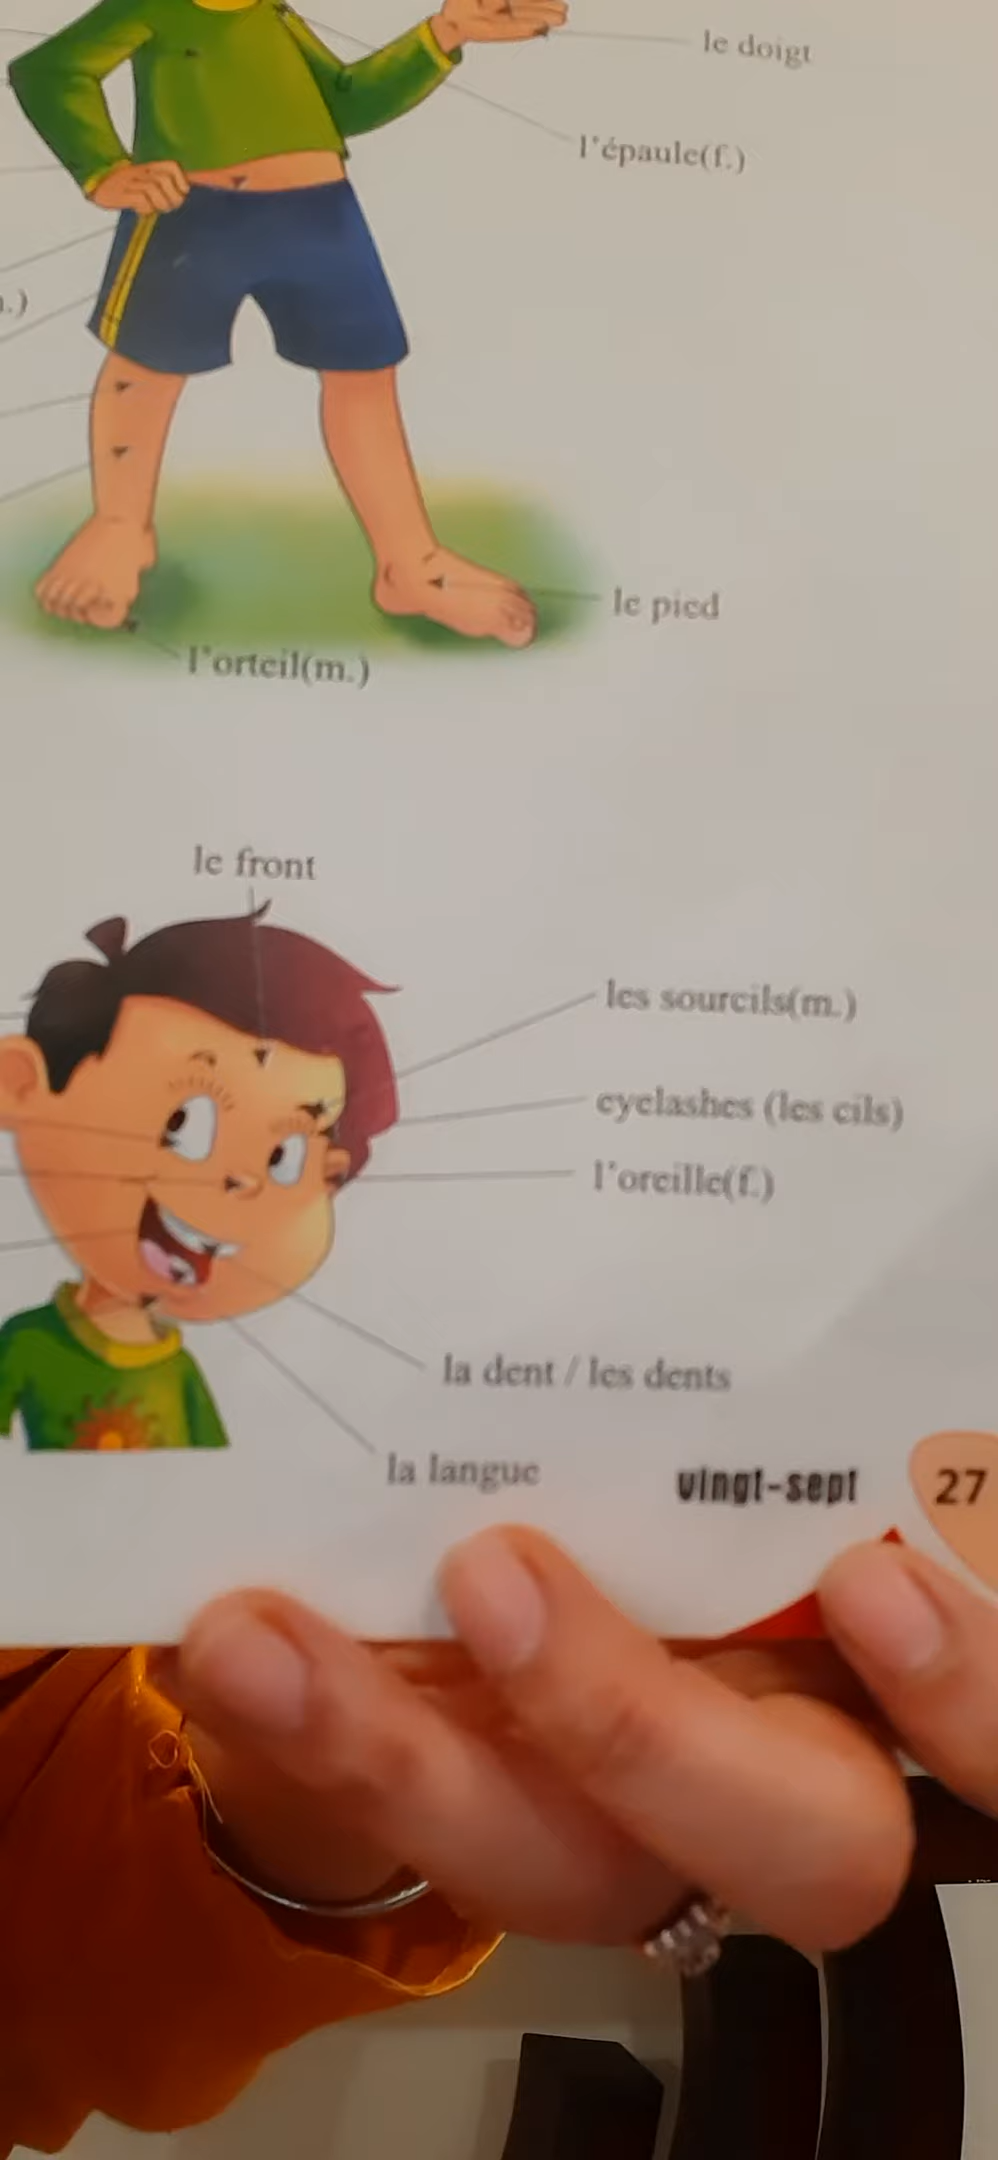 le doigt
l'épaule(f.)
.)
le pied
l'orteil(m.)
le front
les sourcils(m.)
eyelashes (les cils)
l'oreille(f.)
la dent / les dents
la langue
vingt-sept
27